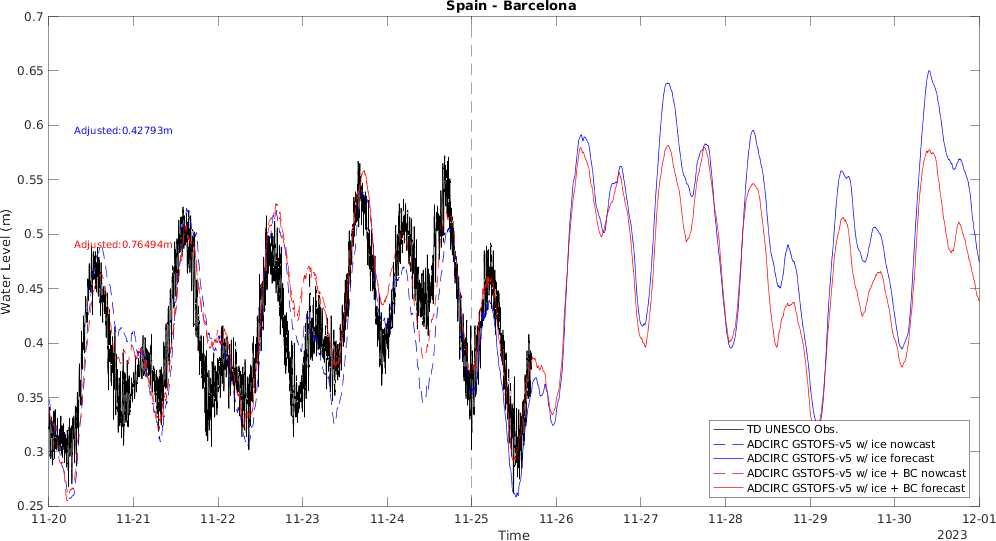 Spain - Barcelona
0.7
0.65
0.6
0.55
0.5
0.45
0.4
0.35
0.3
0.25
Water Level (m)
Adjusted:0.42793m
Adjusted:0.76494m
TD UNESCO Obs.
ADCIRC GSTOFS-v5 w/ ice nowcast
ADCIRC GSTOFS-v5 w/ ice forecast
ADCIRC GSTOFS-v5 w/ ice + BC nowcast
ADCIRC GSTOFS-v5 w/ ice + BC forecast
11-20 11-21 11-22 11-23 11-24 11-25 11-26 11-27 11-28 11-29 11-30 12-01
Time
2023